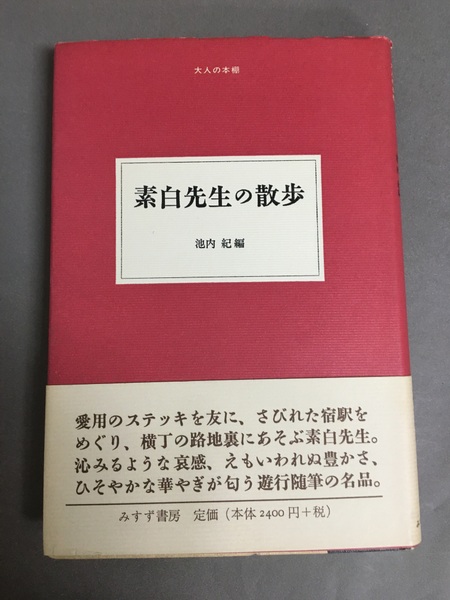 大人の本棚
素白先生の散歩
池内 紀編
愛用のステッキを友に、さびれた宿駅を
めぐり、横丁の路地裏にあそぶ素白先生。
沁みるような哀感、えもいわれぬ豊かさ、
ひそやかな華やぎが匂う遊行随筆の名品。
みすず書房 定価（本体2400円＋税）